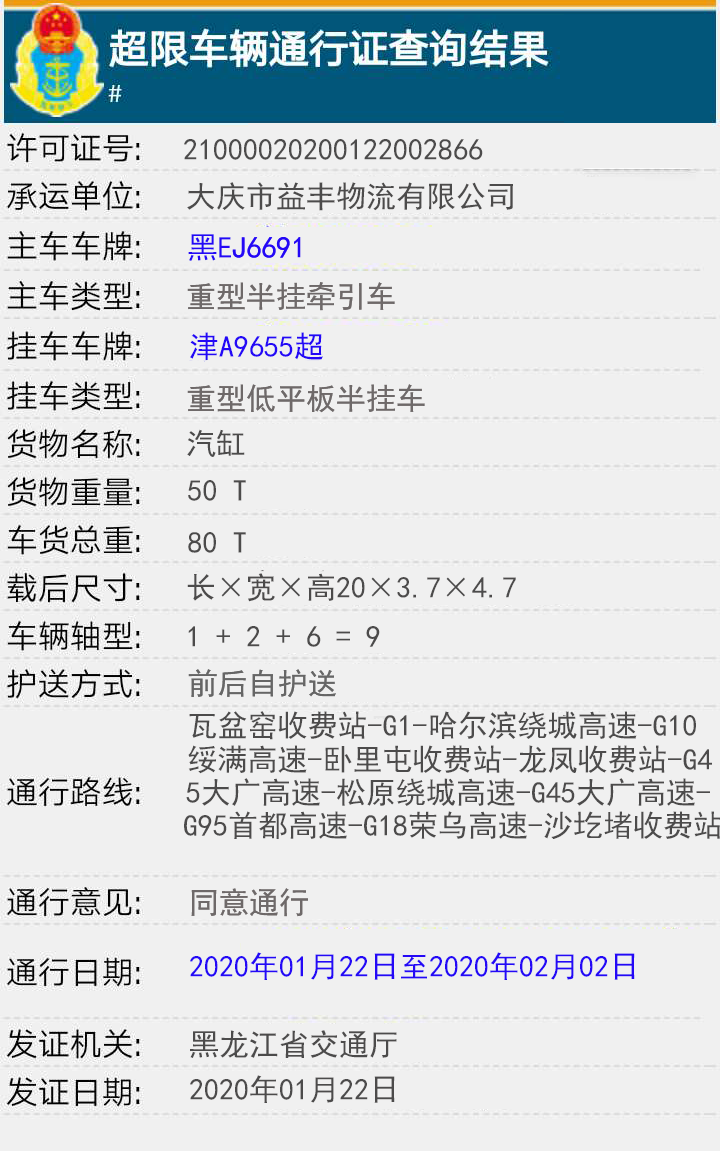 超限车辆通行证查询结果
#
许可证号: 21000020200122002866
承运单位: 大庆市益丰物流有限公司
主车车牌: 黑EJ6691
主车类型: 重型半挂牵引车
挂车车牌: 津A9655超
挂车类型: 重型低平板半挂车
货物名称: 汽缸
货物重量: 50 T
车货总重: 80 T
载后尺寸: 长×宽×高20×3.7×4.7
车辆轴型: 1 + 2 + 6 = 9
护送方式: 前后自护送
瓦盆窑收费站-G1-哈尔滨绕城高速-G10
绥满高速-卧里屯收费站-龙凤收费站-G4
通行路线: 5大广高速-松原绕城高速-G45大广高速-
G95首都高速-G18荣乌高速-沙圪堵收费站
通行意见: 同意通行
通行日期: 2020年01月22日至2020年02月02日
发证机关: 黑龙江省交通厅
发证日期: 2020年01月22日